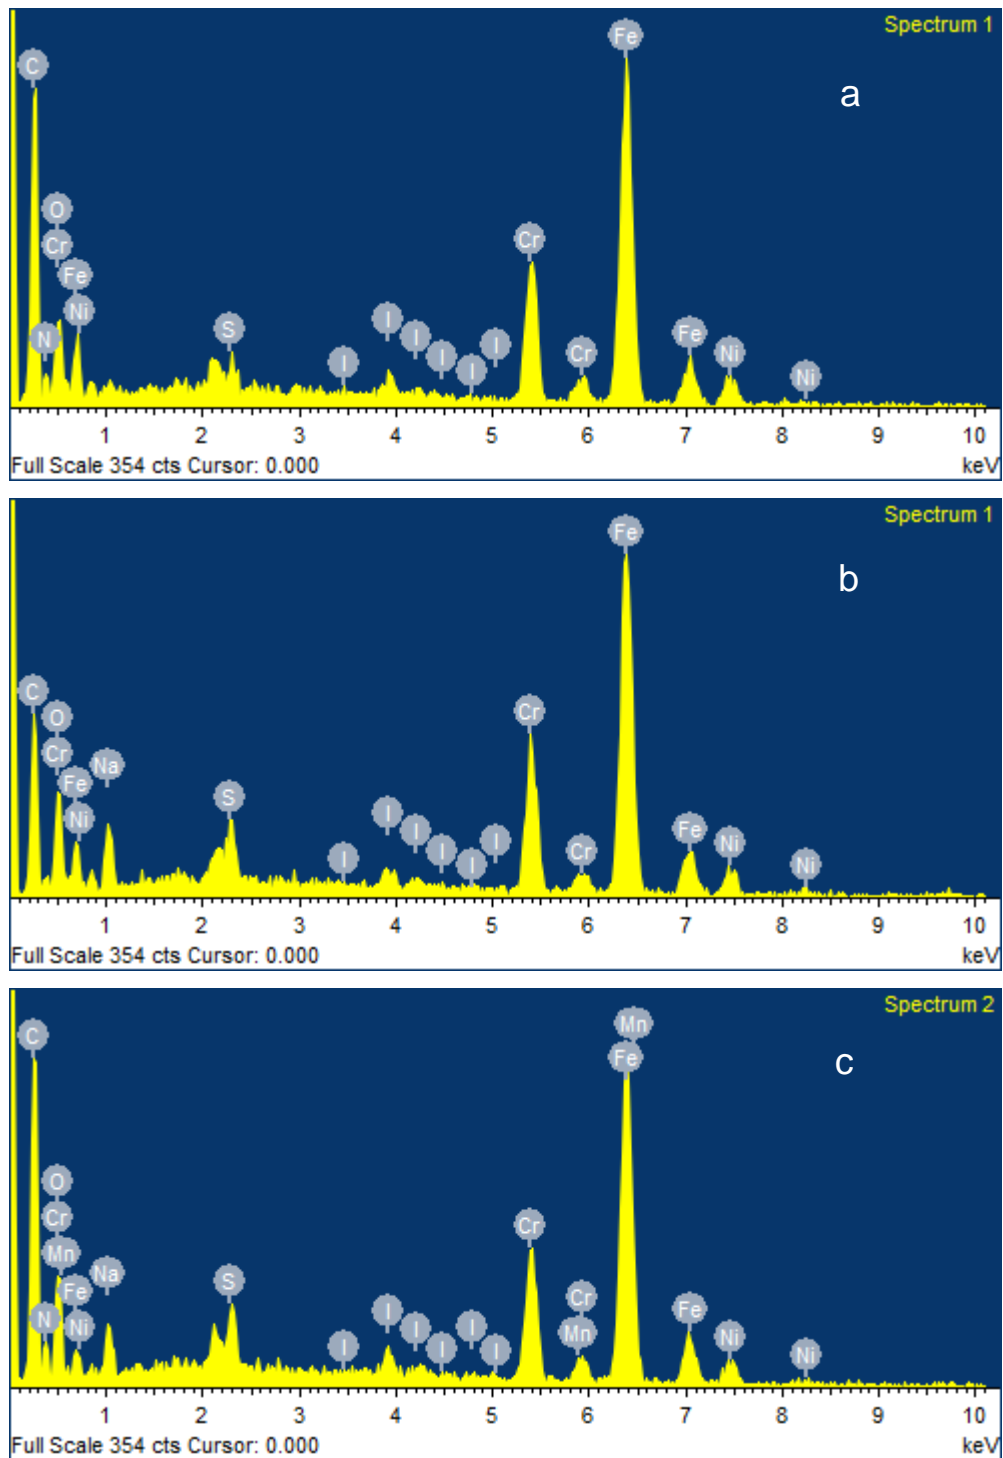 Spectrum 1
a
C
Fe
O
Cr
Fe
Ni
N
S
I
I
I
I
I
I
Cr
Cr
Fe
Ni
Ni
1 2 3 4 5 6 7 8 9 10
Full Scale 354 cts Cursor: 0.000 keV
Spectrum 1
b
Fe
C
O
Cr
Na
Fe
Ni
S
I
I
I
I
I
I
Cr
Cr
Fe
Ni
Ni
1 2 3 4 5 6 7 8 9 10
Full Scale 354 cts Cursor: 0.000 keV
Spectrum 2
c
Mn
Fe
C
O
Cr
Mn
Na
Fe
N
Ni
S
I
I
I
I
I
I
Cr
Cr
Mn
Fe
Ni
Ni
1 2 3 4 5 6 7 8 9 10
Full Scale 354 cts Cursor: 0.000 keV